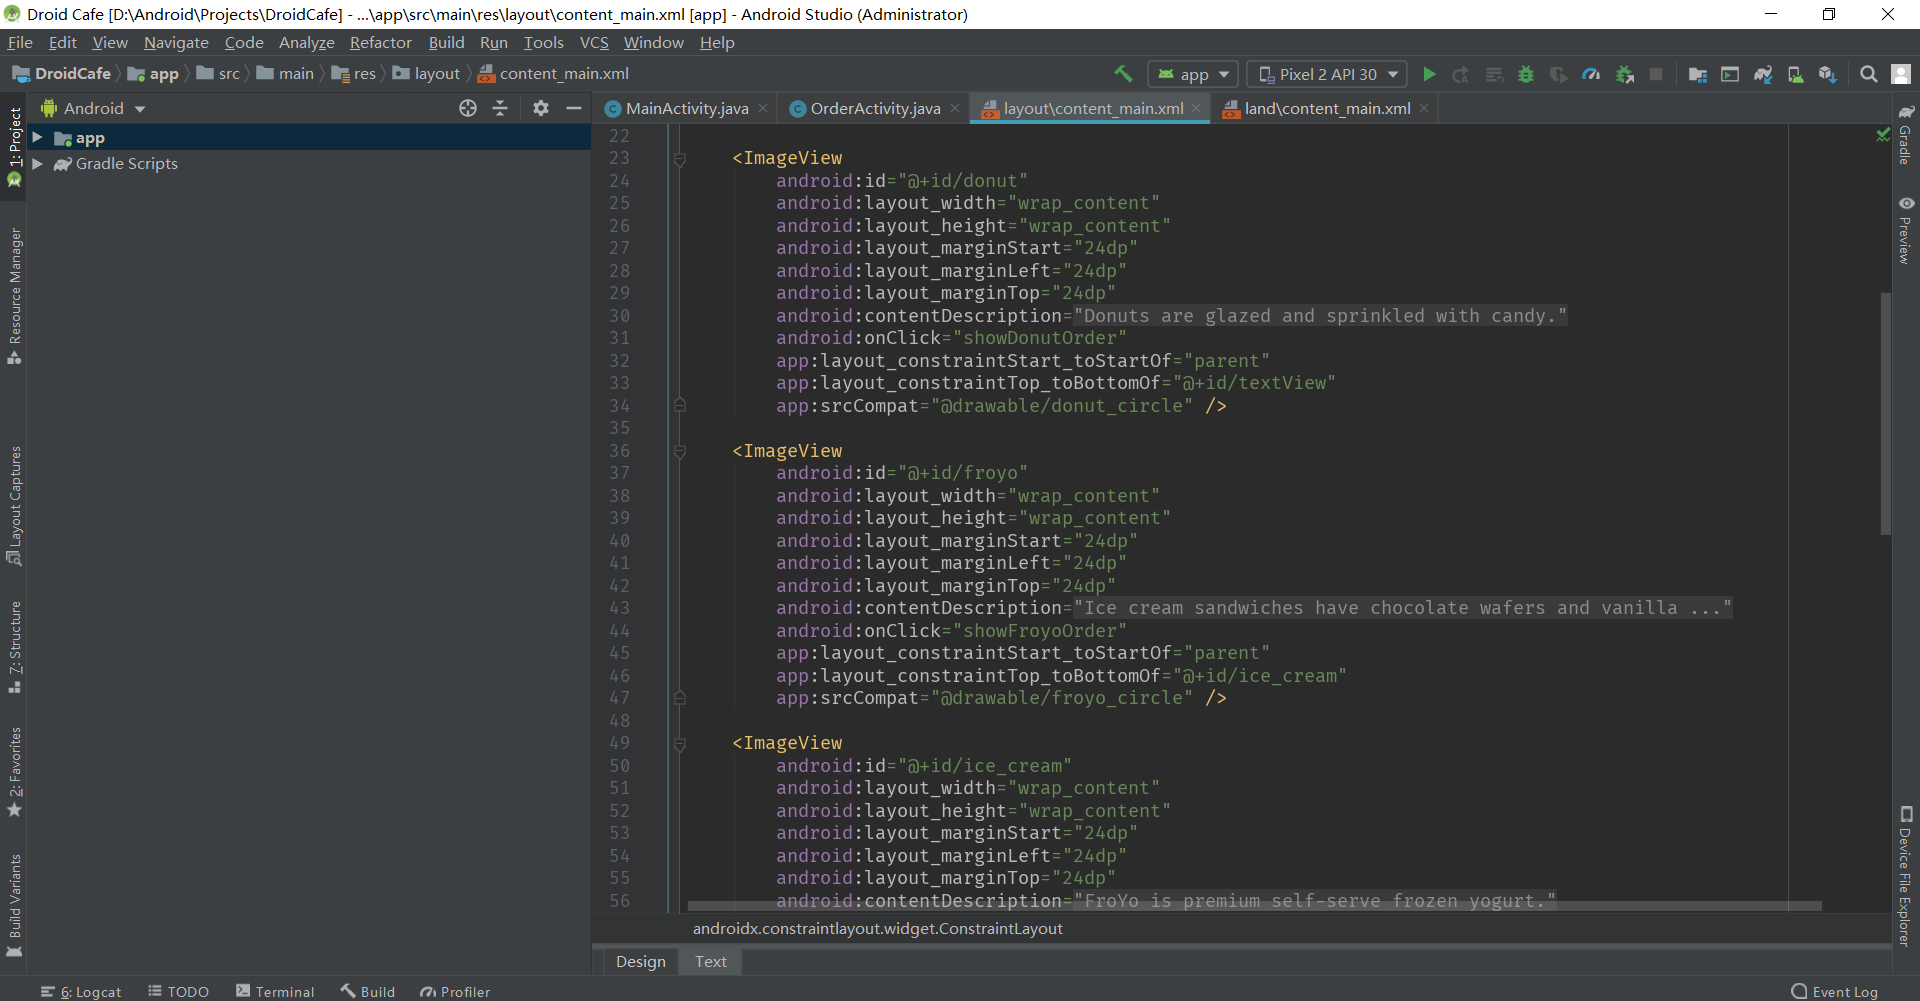 Droid Cafe [D:\Android\Projects\DroidCafe] - ...\app\src\main\res\layout\content_main.xml [app] - Android Studio (Administrator)
File Edit View Navigate Code Analyze Refactor Build Run Tools VCS Window Help
DroidCafe app src main res layout content_main.xml app Pixel 2 API 30
Android MainActivity.java OrderActivity.java layout\content_main.xml land\content_main.xml
app
Gradle Scripts
1: Project
Resource Manager
Layout Captures
7: Structure
2: Favorites
Build Variants
22
23 <ImageView
24 android:id="@+id/donut"
25 android:layout_width="wrap_content"
26 android:layout_height="wrap_content"
27 android:layout_marginStart="24dp"
28 android:layout_marginLeft="24dp"
29 android:layout_marginTop="24dp"
30 android:contentDescription="Donuts are glazed and sprinkled with candy."
31 android:onClick="showDonutOrder"
32 app:layout_constraintStart_toStartOf="parent"
33 app:layout_constraintTop_toBottomOf="@+id/textView"
34 app:srcCompat="@drawable/donut_circle" />
35
36 <ImageView
37 android:id="@+id/froyo"
38 android:layout_width="wrap_content"
39 android:layout_height="wrap_content"
40 android:layout_marginStart="24dp"
41 android:layout_marginLeft="24dp"
42 android:layout_marginTop="24dp"
43 android:contentDescription="Ice cream sandwiches have chocolate wafers and vanilla ..."
44 android:onClick="showFroyoOrder"
45 app:layout_constraintStart_toStartOf="parent"
46 app:layout_constraintTop_toBottomOf="@+id/ice_cream"
47 app:srcCompat="@drawable/froyo_circle" />
48
49 <ImageView
50 android:id="@+id/ice_cream"
51 android:layout_width="wrap_content"
52 android:layout_height="wrap_content"
53 android:layout_marginStart="24dp"
54 android:layout_marginLeft="24dp"
55 android:layout_marginTop="24dp"
56 android:contentDescription="FroYo is premium self-serve frozen yogurt."
androidx.constraintlayout.widget.ConstraintLayout
Design Text
Gradle
Preview
Device File Explorer
6: Logcat TODO Terminal Build Profiler Event Log